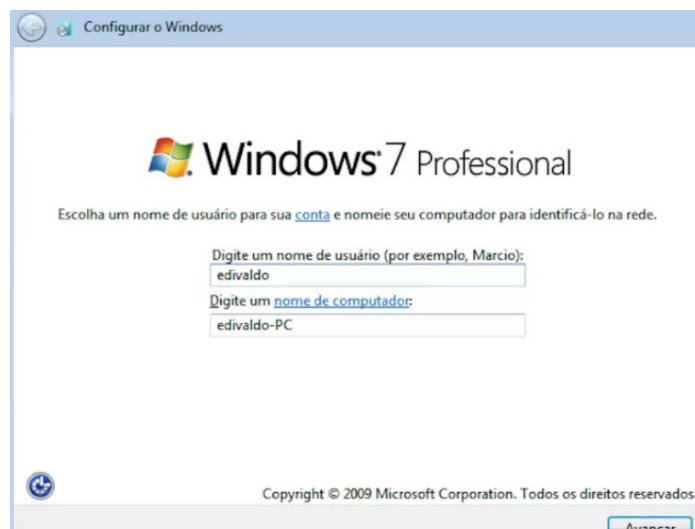 Configurar o Windows
Windows 7 Professional
Escolha um nome de usuário para sua conta e nomeie seu computador para identificá-lo na rede.
Digite um nome de usuário (por exemplo, Marcio):
edivaldo
Digite um nome de computador:
edivaldo-PC
Copyright © 2009 Microsoft Corporation. Todos os direitos reservados.
Avançar